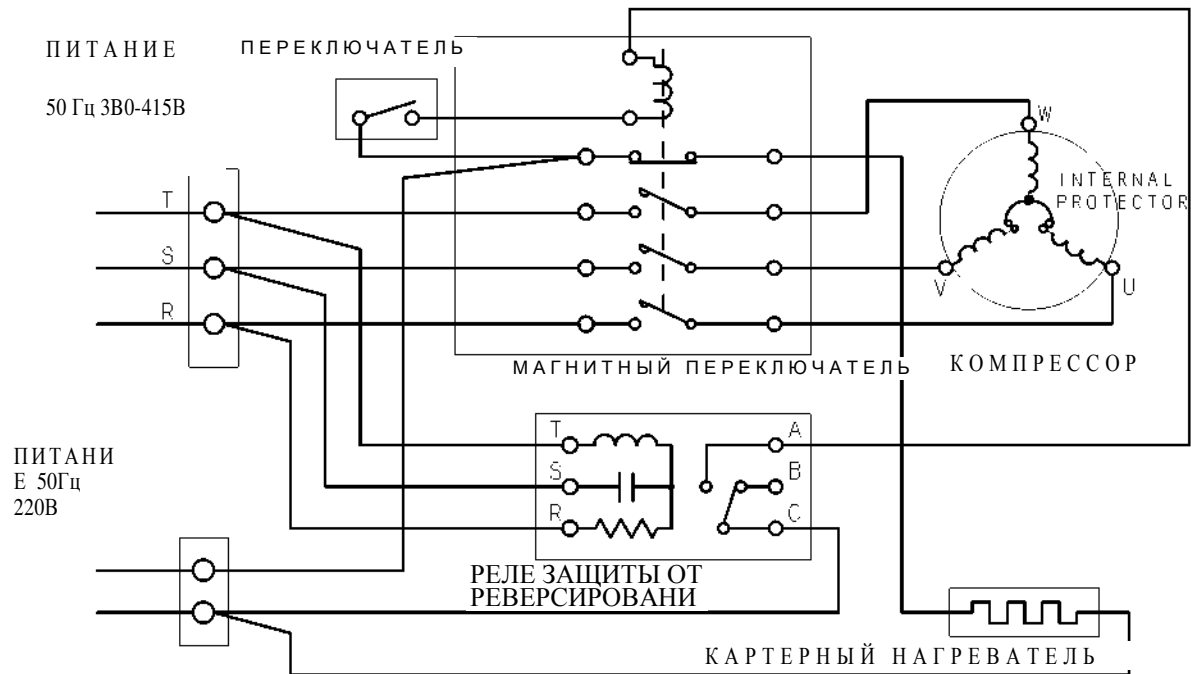 ПИТАНИЕ
ПЕРЕКЛЮЧАТЕЛЬ
50 Гц 3В0-415В
W
INTERNAL
PROTECTOR
T
S
V
U
R
МАГНИТНЫЙ ПЕРЕКЛЮЧАТЕЛЬ
КОМПРЕССОР
T
A
ПИТАНИ
Е 50Гц
220В
S
B
R
C
РЕЛЕ ЗАЩИТЫ ОТ
РЕВЕРСИРОВАНИ
КАРТЕРНЫЙ НАГРЕВАТЕЛЬ